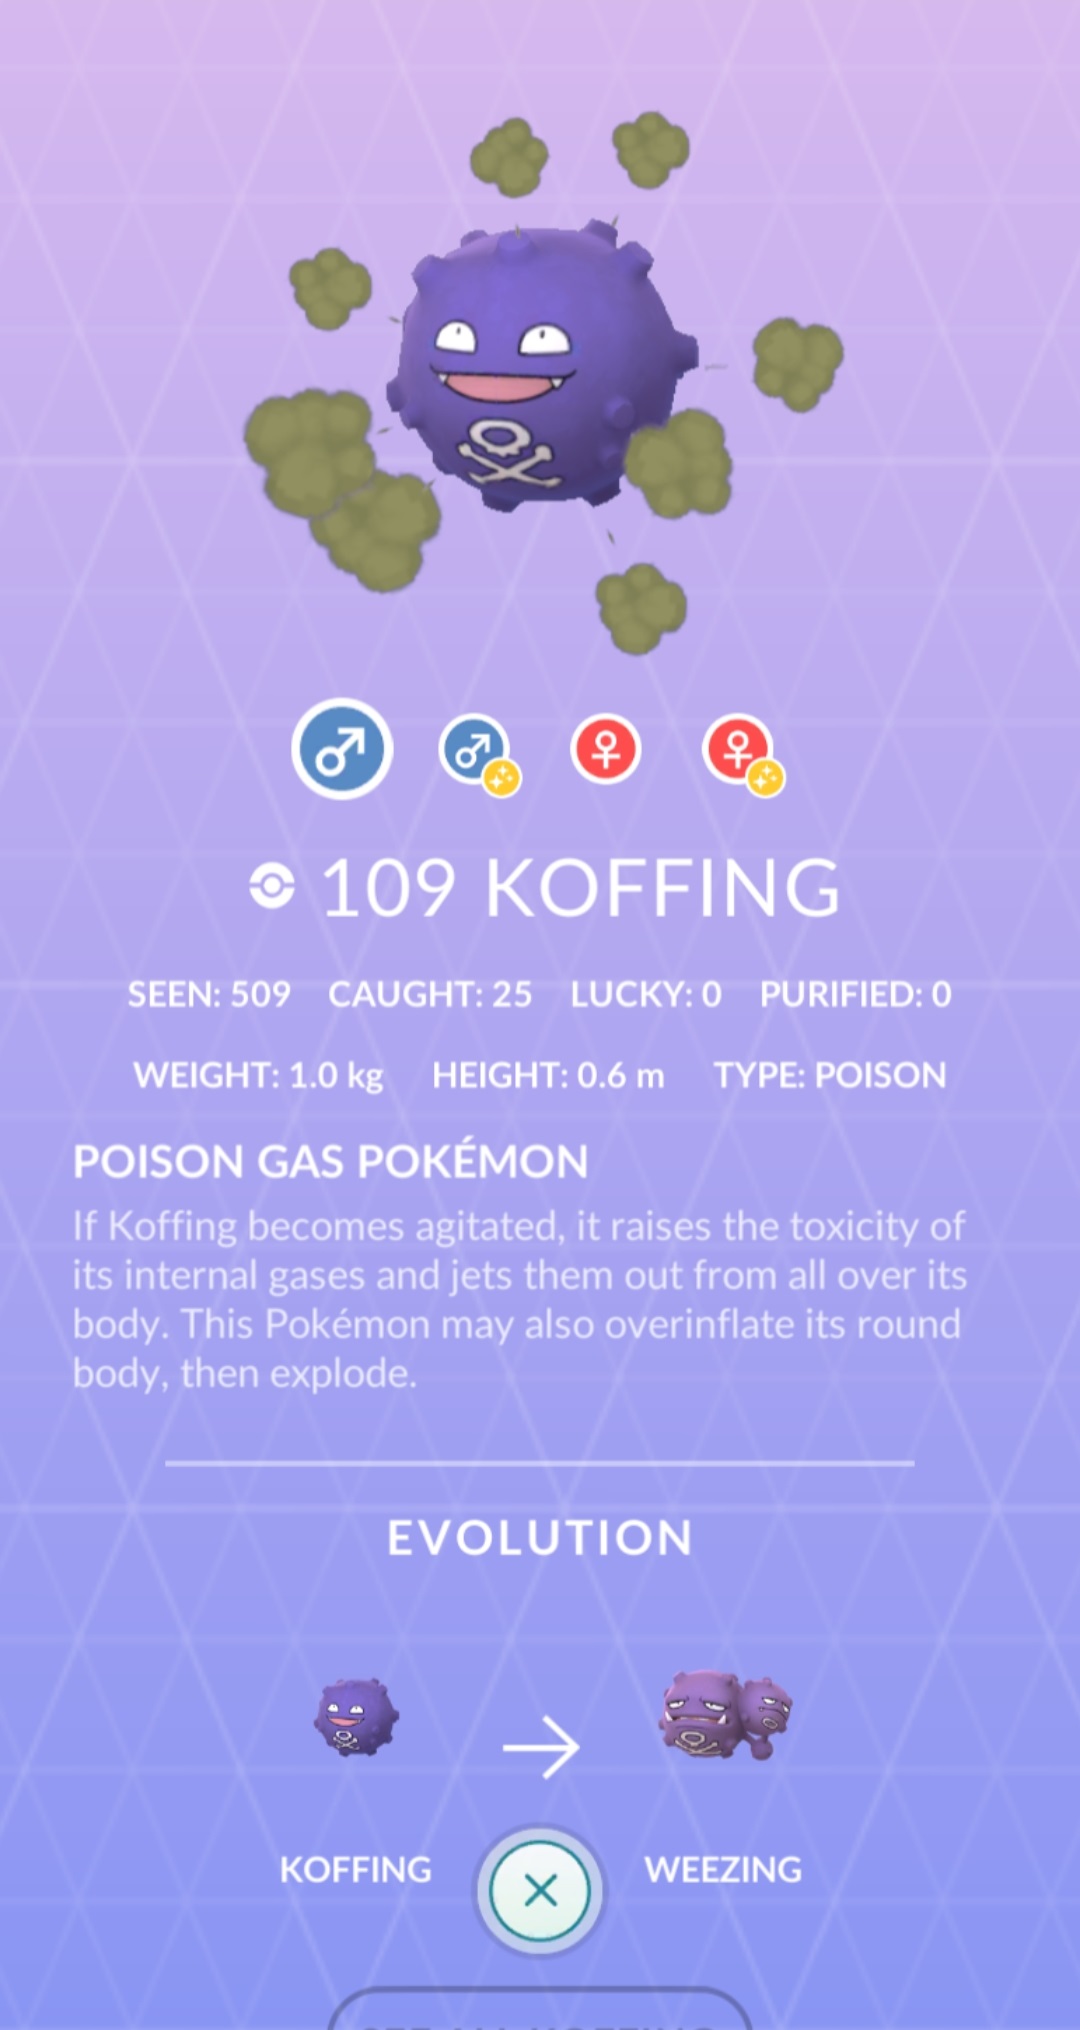 109 KOFFING
SEEN: 509 CAUGHT: 25 LUCKY: 0 PURIFIED: 0
WEIGHT: 1.0 kg HEIGHT: 0.6 m TYPE: POISON
POISON GAS POKÉMON
If Koffing becomes agitated, it raises the toxicity of
its internal gases and jets them out from all over its
body. This Pokémon may also overinflate its round
body, then explode.
EVOLUTION
KOFFING WEEZING